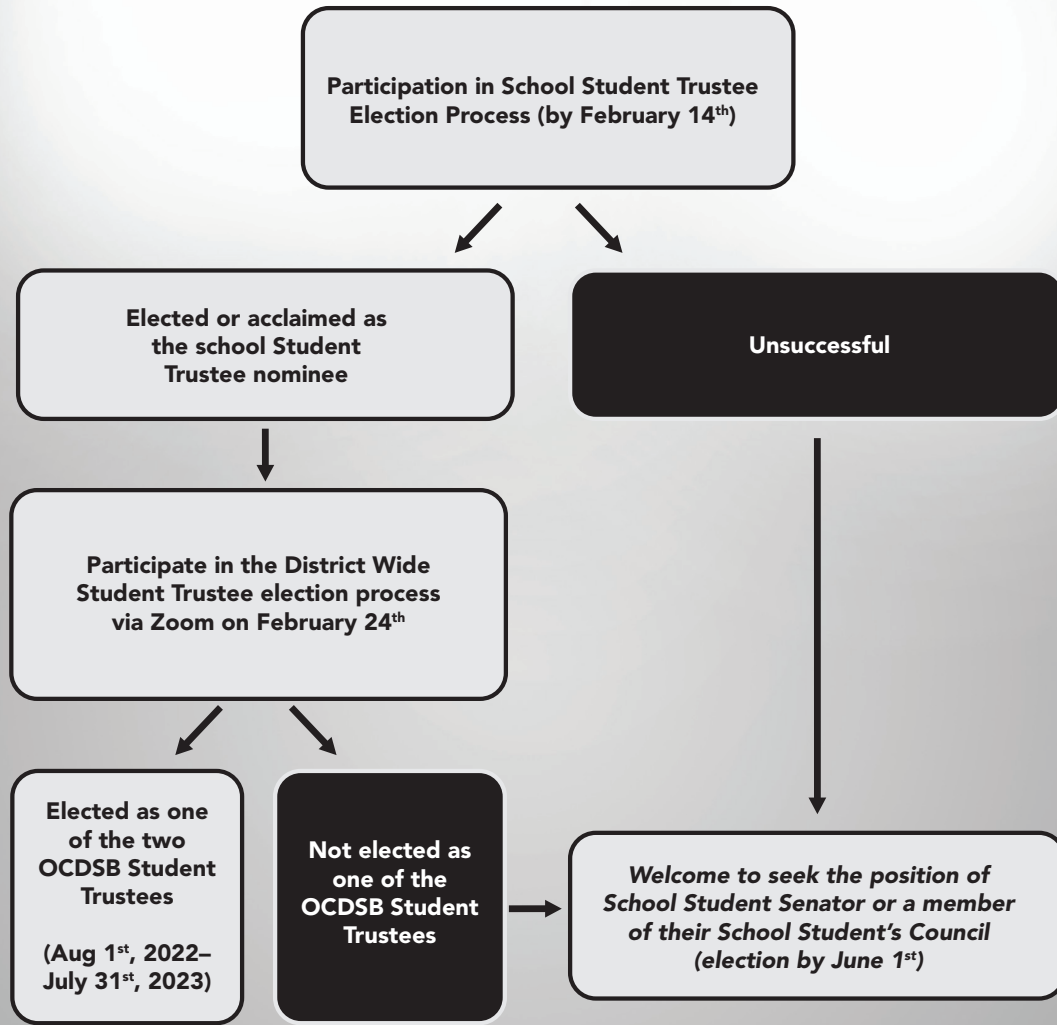 Participation in School Student Trustee
Election Process (by February 14th)
Elected or acclaimed as
the school Student
Trustee nominee
Unsuccessful
Participate in the District Wide
Student Trustee election process
via Zoom on February 24th
Elected as one
of the two
OCDSB Student
Trustees
(Aug 1st, 2022–
July 31st, 2023)
Not elected as
one of the
OCDSB Student
Trustees
Welcome to seek the position of
School Student Senator or a member
of their School Student's Council
(election by June 1st)